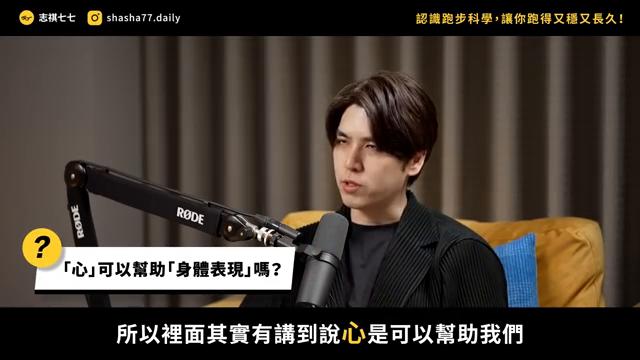 志祺七七
shasha77.daily
認識跑步科學，讓你跑得又穩又長久！
RØDE
RØDE
?
「心」可以幫助「身體表現」嗎？
所以裡面其實有講到說心是可以幫助我們